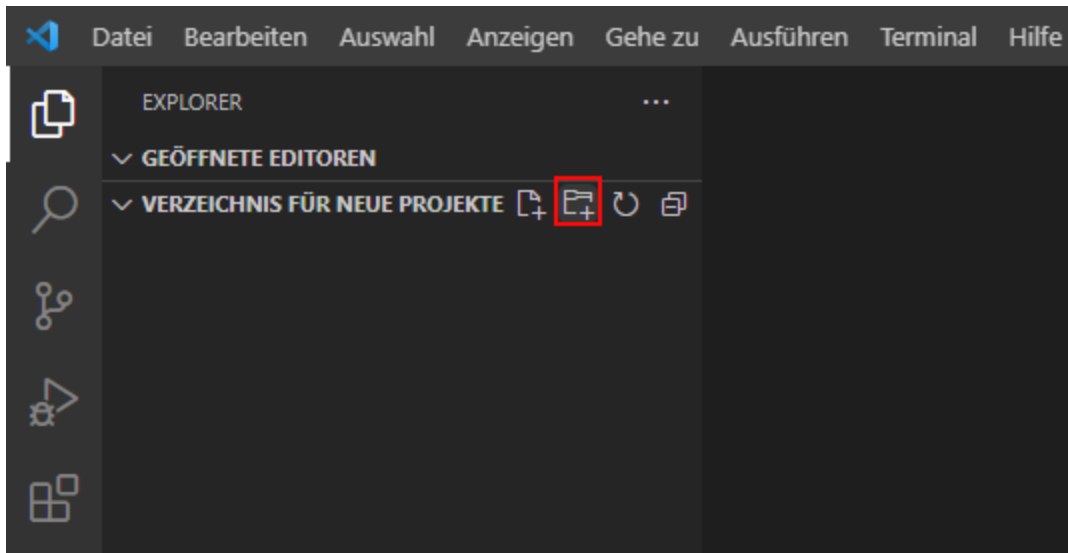 Datei Bearbeiten Auswahl Anzeigen Gehe zu Ausführen Terminal Hilfe
EXPLORER
GEÖFFNETE EDITOREN
VERZEICHNIS FÜR NEUE PROJEKTE